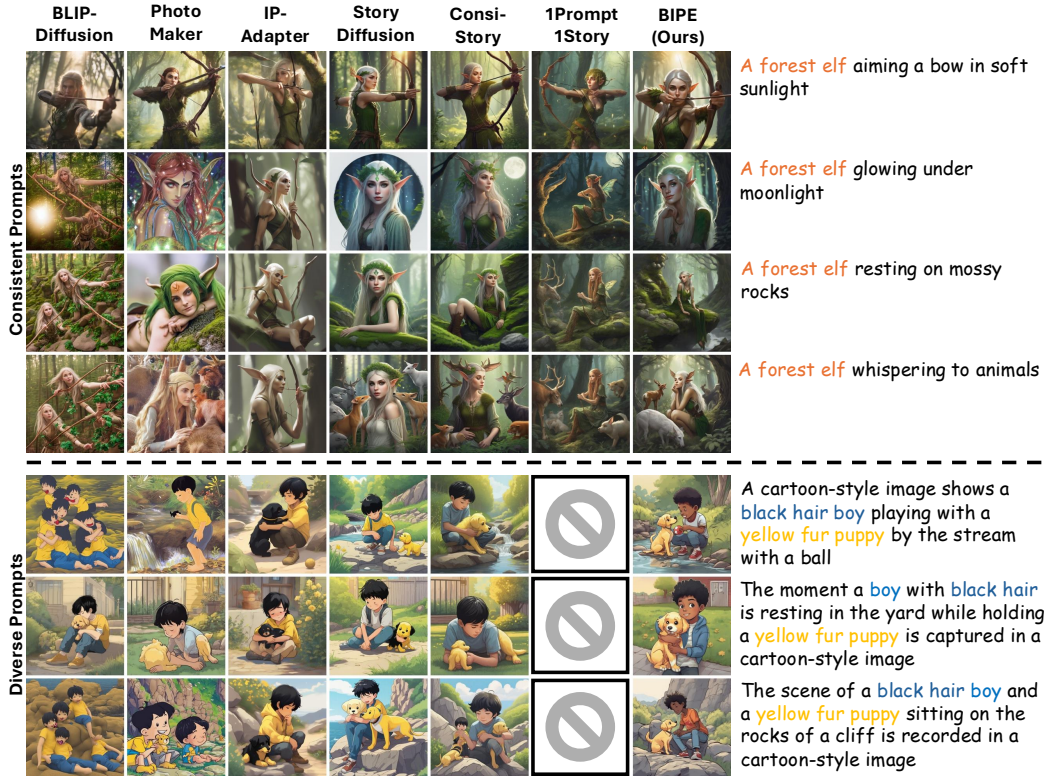 BLIP-
Diffusion
Photo
Maker
IP-
Adapter
Story
Diffusion
Consi-
Story
1Prompt
1Story
BIPE
(Ours)
Consistent Prompts
A forest elf aiming a bow in soft
sunlight
A forest elf glowing under
moonlight
A forest elf resting on mossy
rocks
A forest elf whispering to animals
Diverse Prompts
A cartoon-style image shows a
black hair boy playing with a
yellow fur puppy by the stream
with a ball
The moment a boy with black hair
is resting in the yard while holding
a yellow fur puppy is captured in a
cartoon-style image
The scene of a black hair boy and
a yellow fur puppy sitting on the
rocks of a cliff is recorded in a
cartoon-style image